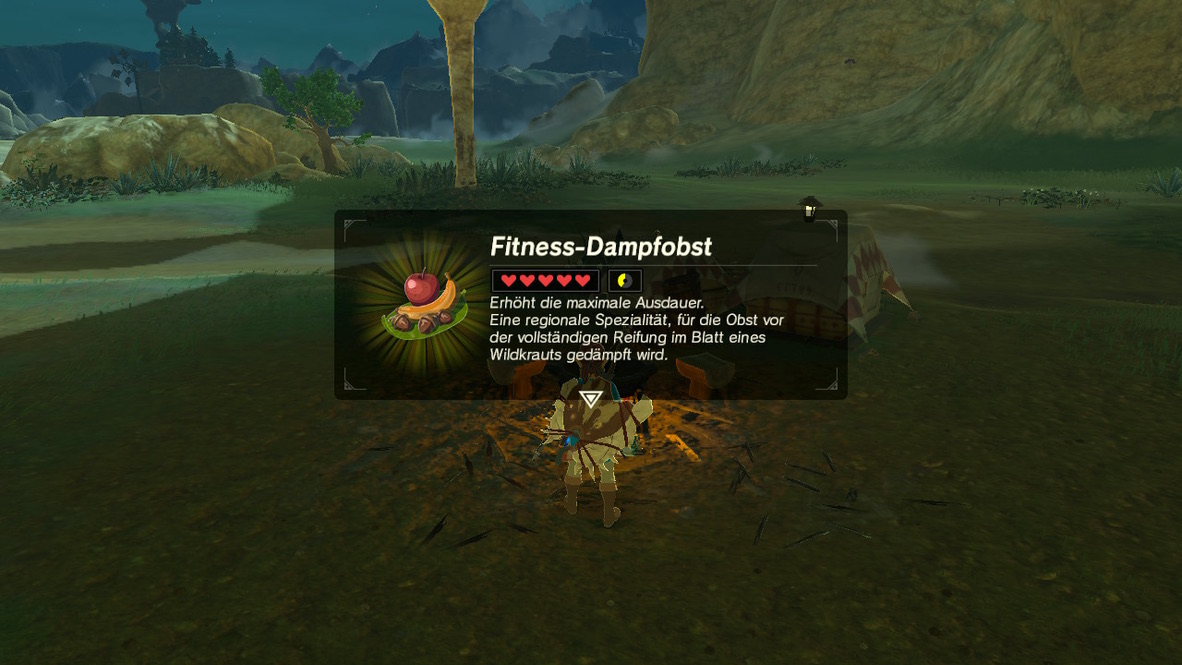 Fitness-Dampfobst
Erhöht die maximale Ausdauer.
Eine regionale Spezialität, für die Obst vor
der vollständigen Reifung im Blatt eines
Wildkrauts gedämpft wird.